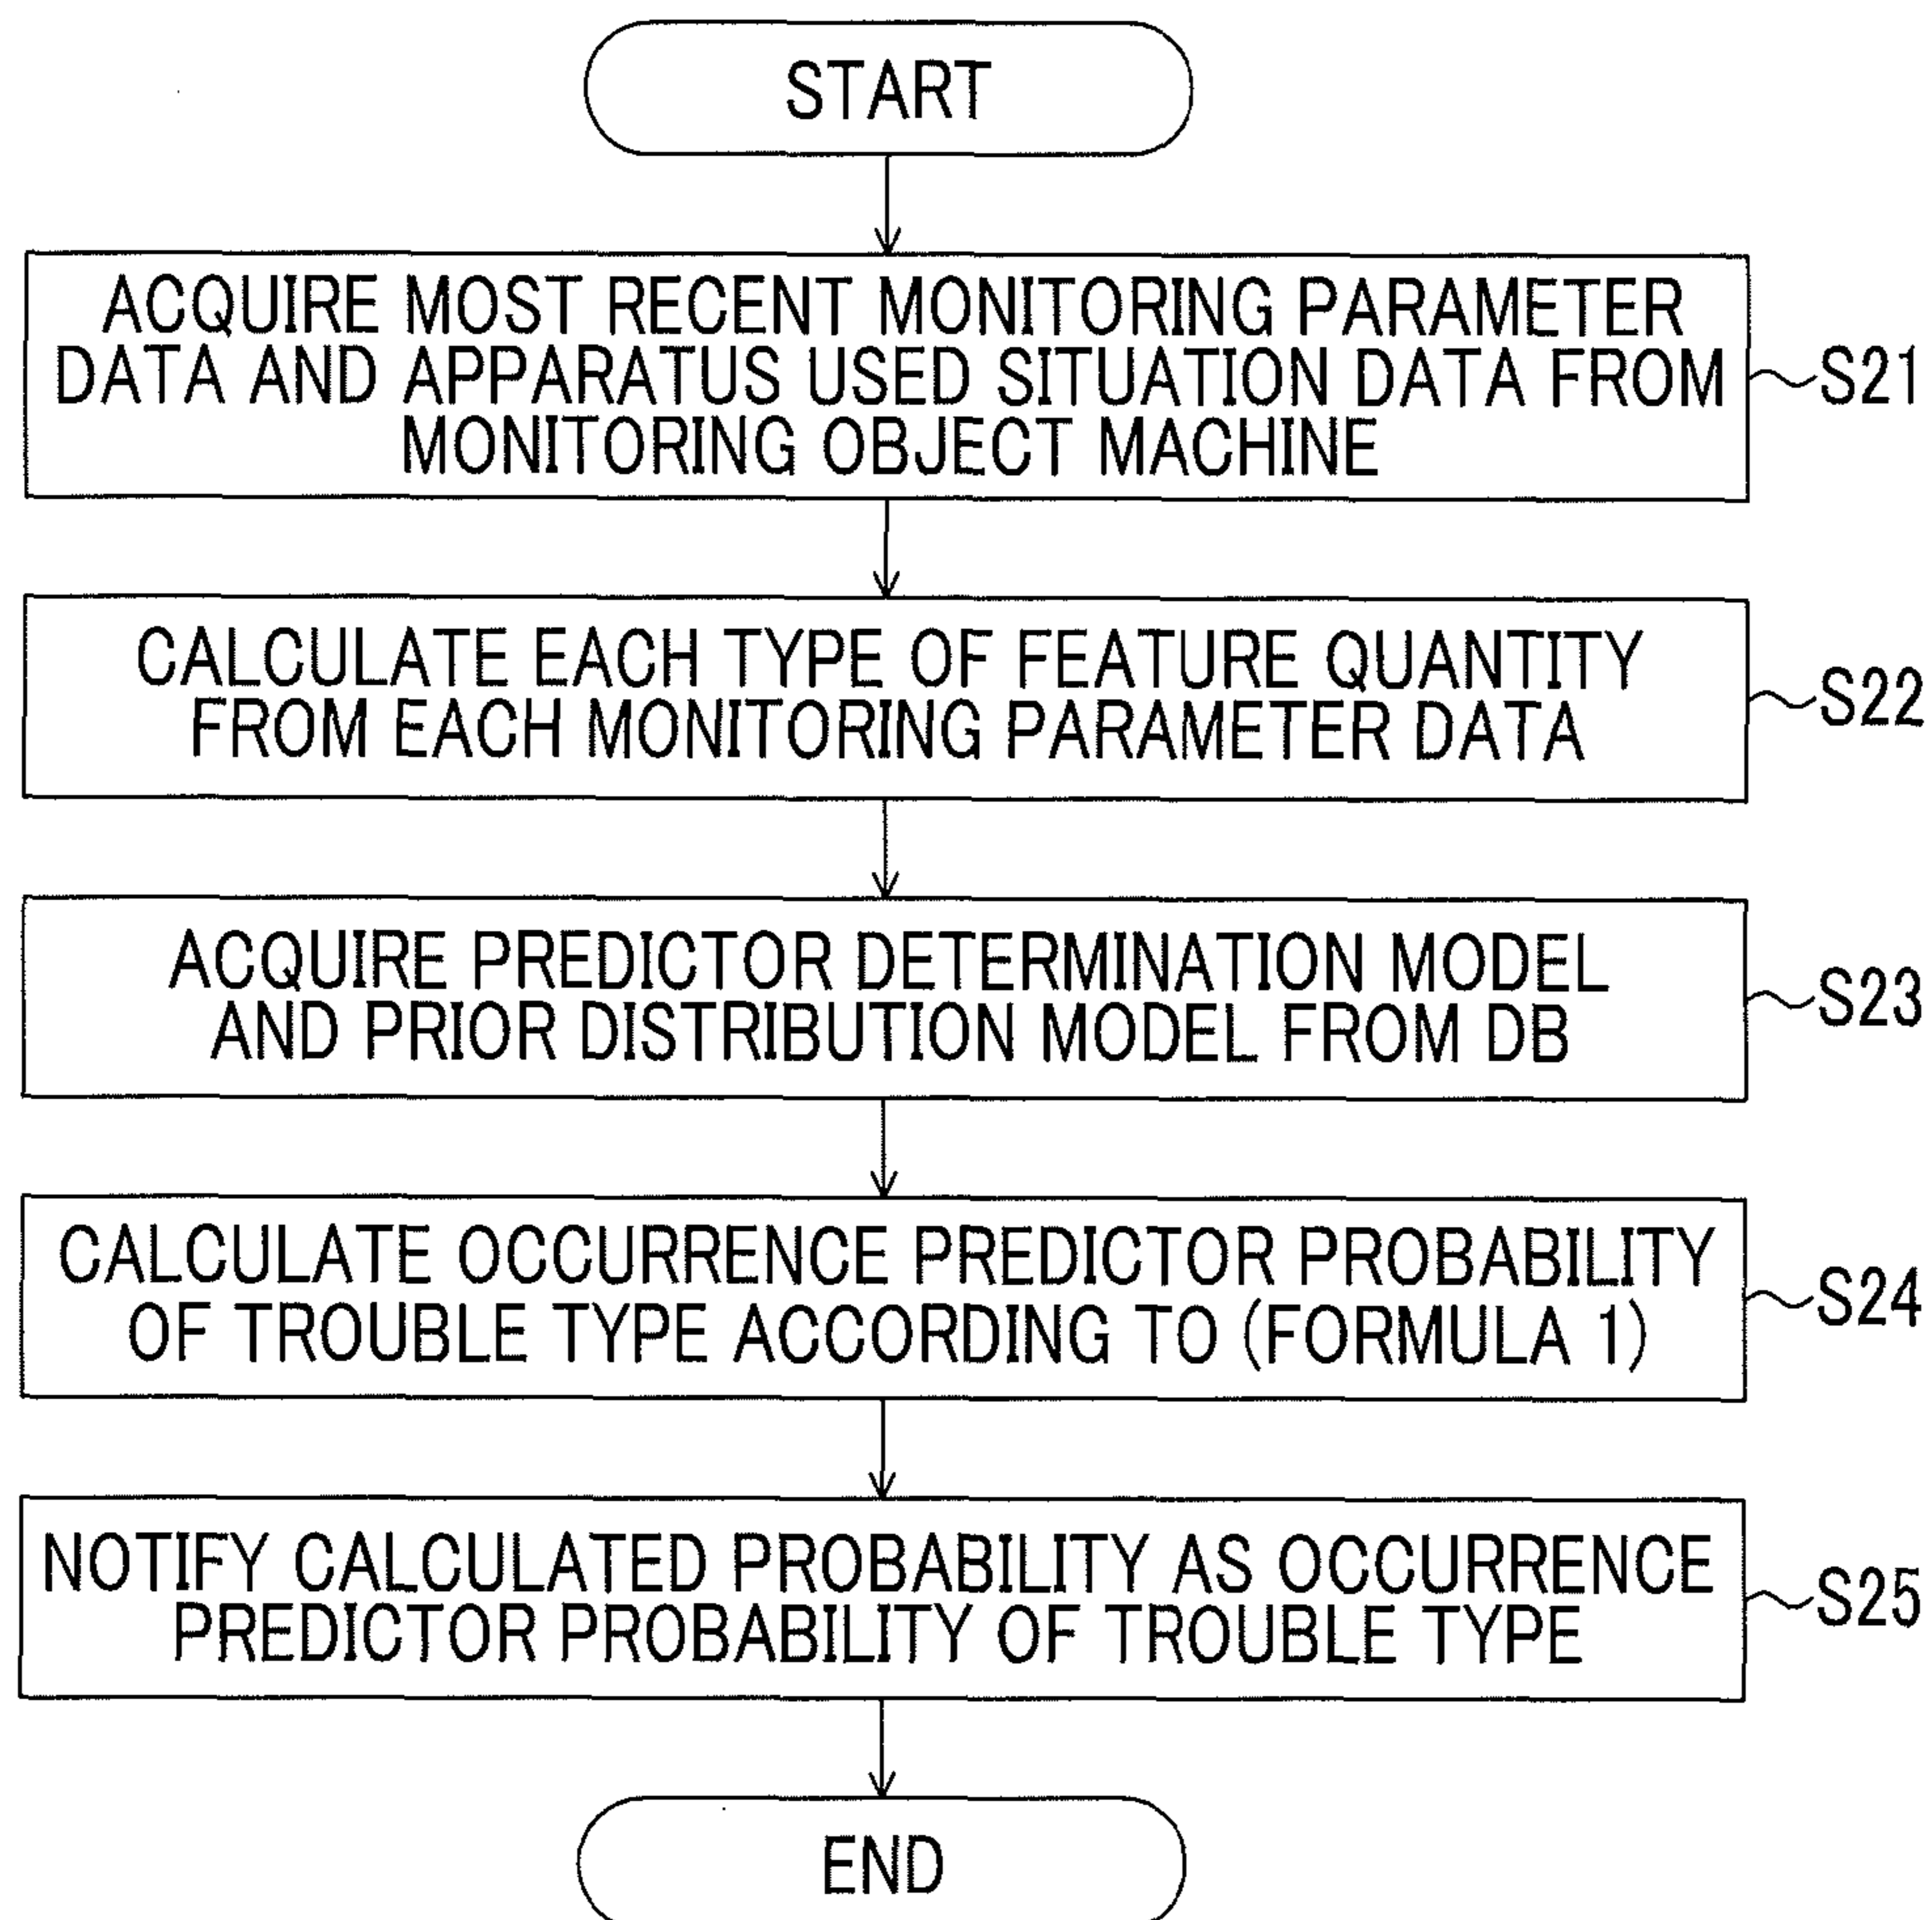 START
ACQUIRE MOST RECENT MONITORING PARAMETER
DATA AND APPARATUS USED SITUATION DATA FROM
MONITORING OBJECT MACHINE
S21
CALCULATE EACH TYPE OF FEATURE QUANTITY
FROM EACH MONITORING PARAMETER DATA
S22
ACQUIRE PREDICTOR DETERMINATION MODEL
AND PRIOR DISTRIBUTION MODEL FROM DB
S23
CALCULATE OCCURRENCE PREDICTOR PROBABILITY
OF TROUBLE TYPE ACCORDING TO (FORMULA 1)
S24
NOTIFY CALCULATED PROBABILITY AS OCCURRENCE
PREDICTOR PROBABILITY OF TROUBLE TYPE
S25
END